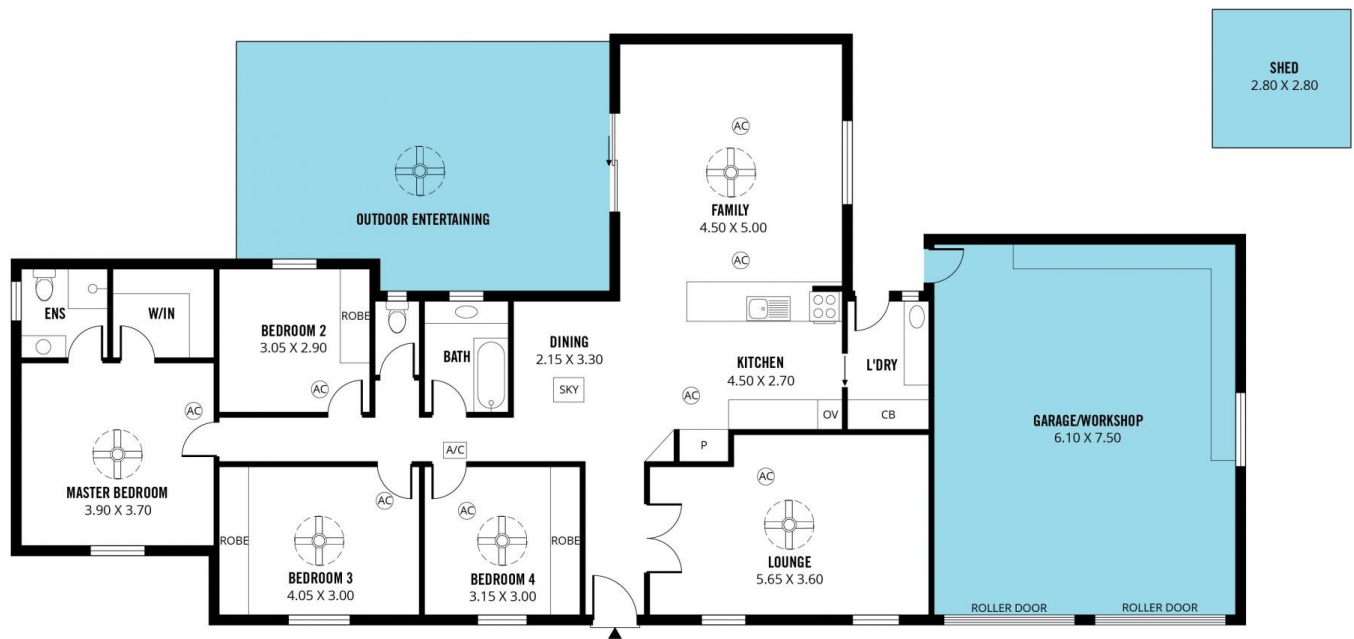 SHED
2.80 X 2.80
OUTDOOR ENTERTAINING
AC
FAMILY
4.50 X 5.00
AC
ENS
W/IN
BEDROOM 2
3.05 X 2.90
ROBE
AC
BATH
DINING
2.15 X 3.30
SKY
KITCHEN
4.50 X 2.70
AC
OV
L'DRY
CB
GARAGE/WORKSHOP
6.10 X 7.50
AC
MASTER BEDROOM
3.90 X 3.70
A/C
P
ROBE
AC
BEDROOM 3
4.05 X 3.00
AC
ROBE
BEDROOM 4
3.15 X 3.00
AC
LOUNGE
5.65 X 3.60
ROLLER DOOR
ROLLER DOOR